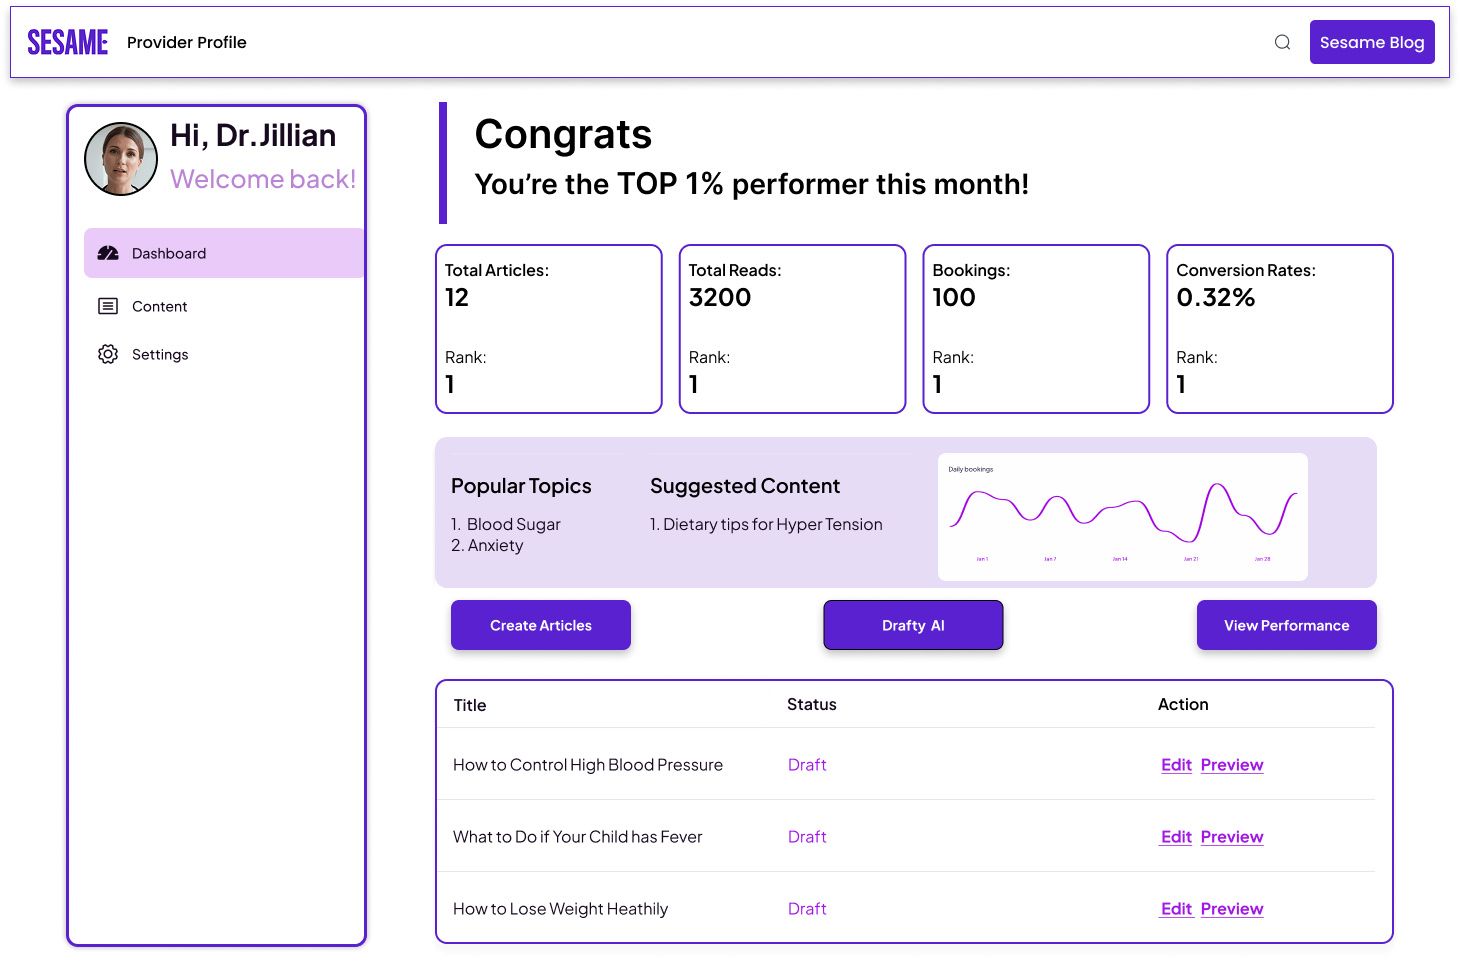 SESAME Provider Profile Sesame Blog
Hi, Dr.Jillian
Welcome back!
Dashboard
Content
Settings
Congrats
You’re the TOP 1% performer this month!
Total Articles:
12
Rank:
1
Total Reads:
3200
Rank:
1
Bookings:
100
Rank:
1
Conversion Rates:
0.32%
Rank:
1
Popular Topics
1. Blood Sugar
2. Anxiety
Suggested Content
1. Dietary tips for Hyper Tension
Daily bookings
Jan 1 Jan 7 Jan 14 Jan 21 Jan 28
Create Articles Drafty AI View Performance
Title Status Action
How to Control High Blood Pressure Draft Edit Preview
What to Do if Your Child has Fever Draft Edit Preview
How to Lose Weight Heathily Draft Edit Preview